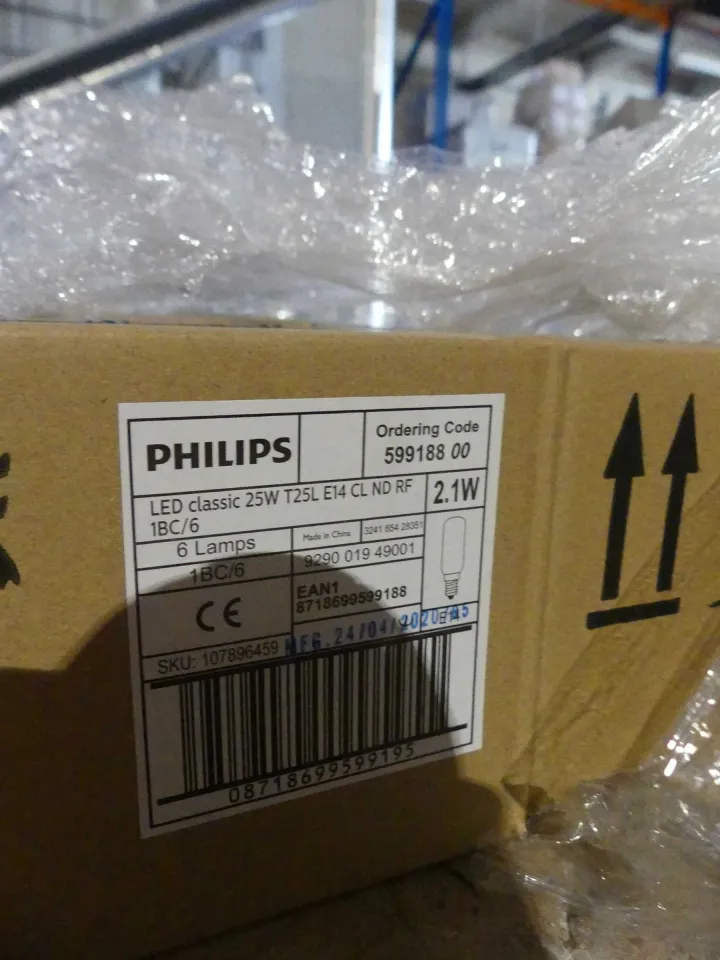 PHILIPS
Ordering Code
599188 00
LED classic 25W T25L E14 CL ND RF
1BC/6
2.1W
6 Lamps
Made in China
3241 654 28351
1BC/6
9290 019 49001
EAN1
8718699599188
CE
SKU: 107896459
MFG.24/04/2020
08718699599195